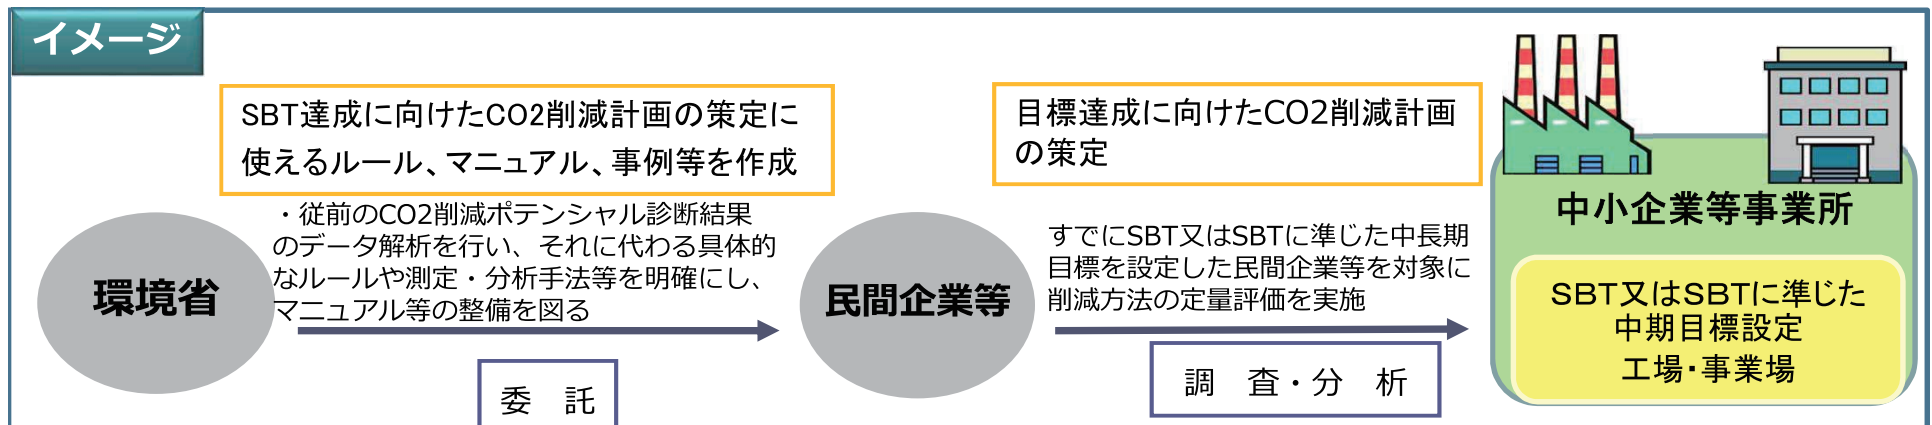 イメージ
SBT達成に向けたCO2削減計画の策定に
使えるルール、マニュアル、事例等を作成
・従前のCO2削減ポテンシャル診断結果
のデータ解析を行い、それに代わる具体的
なルールや測定・分析手法等を明確にし、
マニュアル等の整備を図る
環境省
委 託
民間企業等
目標達成に向けたCO2削減計画
の策定
すでにSBT又はSBTに準じた中長期
目標を設定した民間企業等を対象に
削減方法の定量評価を実施
調 査・分 析
中小企業等事業所
SBT又はSBTに準じた
中期目標設定
工場・事業場